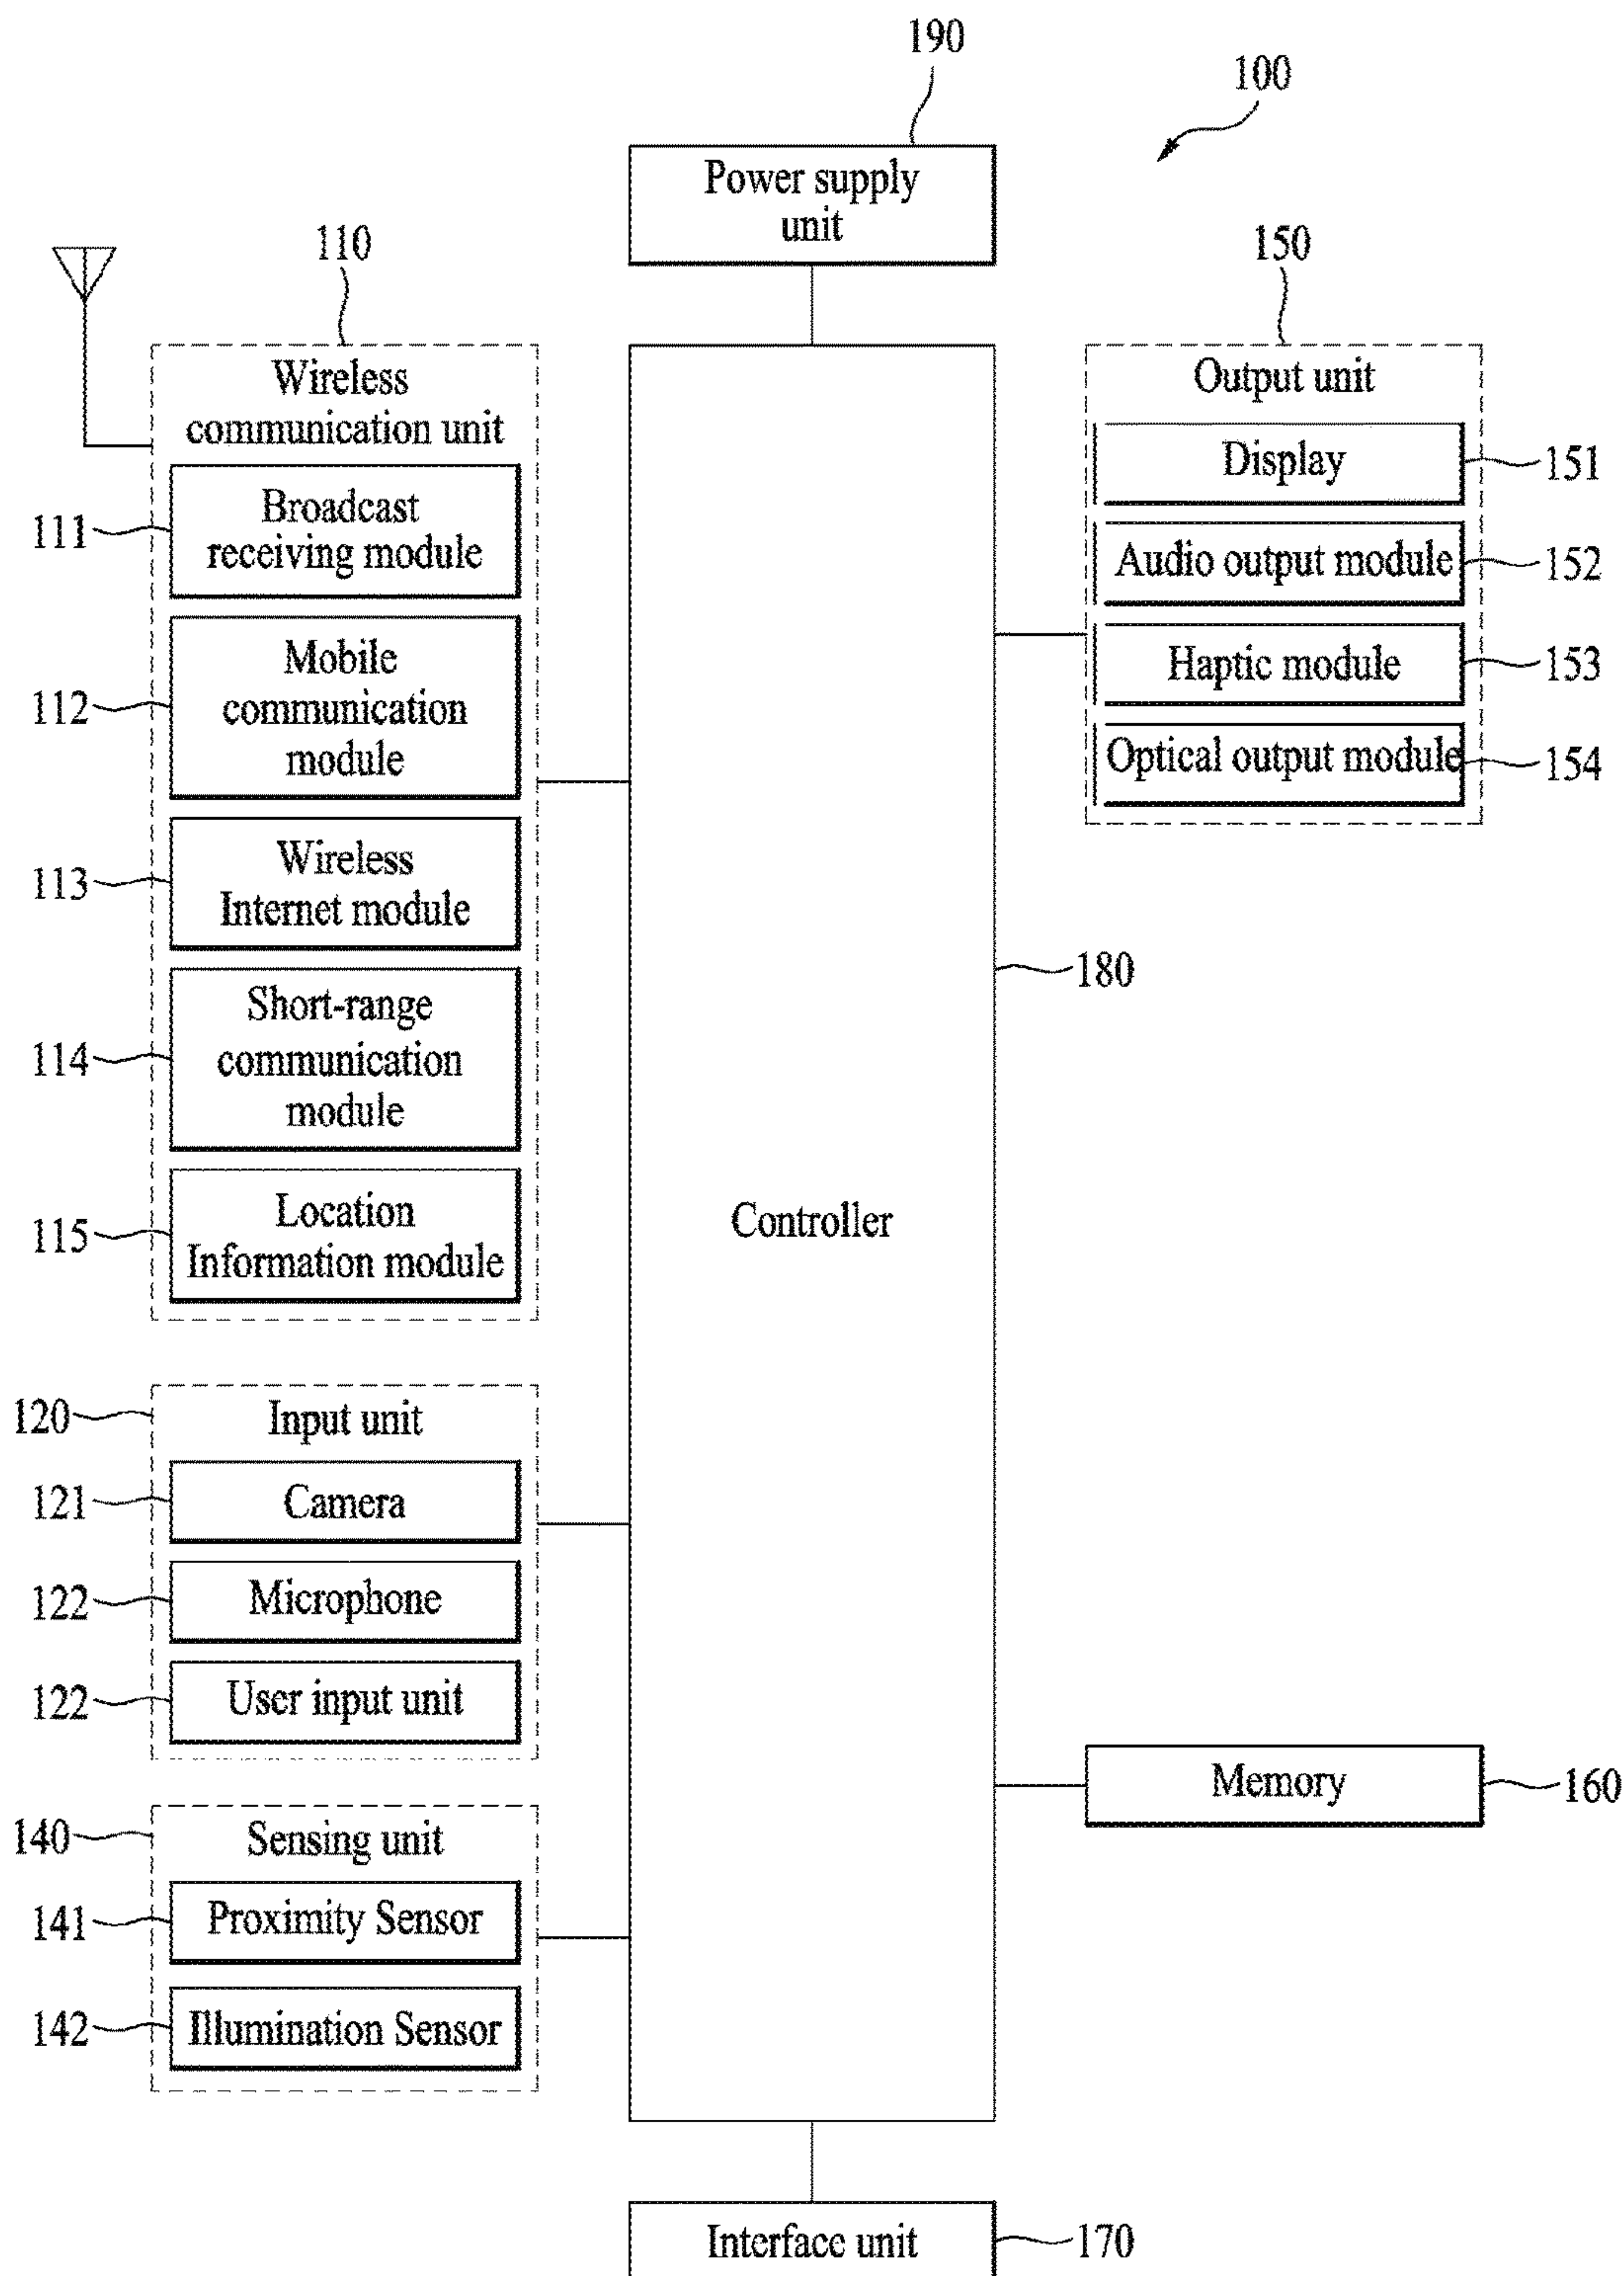 190
100
Power supply
unit
110
150
Wireless
communication unit
Output unit
111
Broadcast
receiving module
Display
151
Audio output module
152
112
Mobile
communication
module
Haptic module
153
Optical output module
154
113
Wireless
Internet module
114
Short-range
communication
module
180
115
Location
Information module
Controller
120
Input unit
121
Camera
122
Microphone
122
User input unit
Memory
160
140
Sensing unit
141
Proximity Sensor
142
Illumination Sensor
Interface unit
170